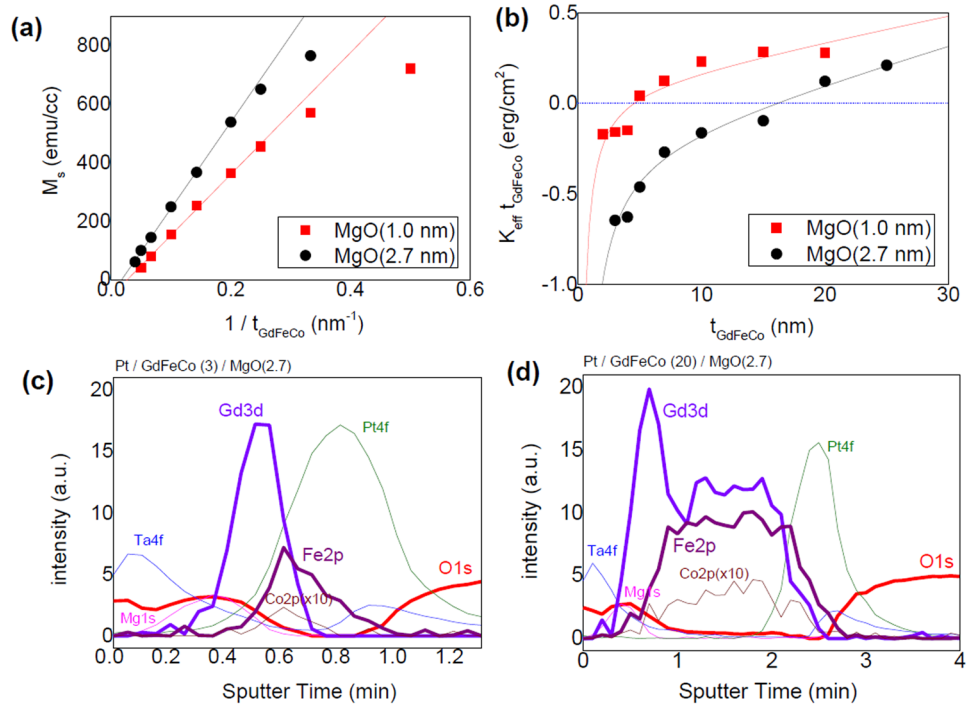 (a)
800
600
400
200
0
M_s (emu/cc)
MgO(1.0 nm)
MgO(2.7 nm)
0.0 0.2 0.4 0.6
1 / t_GdFeCo (nm⁻¹)
(b)
0.5
0.0
-0.5
-1.0
K_eff t_GdFeCo (erg/cm²)
MgO(1.0 nm)
MgO(2.7 nm)
0 10 20 30
t_GdFeCo (nm)
Pt / GdFeCo (3) / MgO(2.7)
(c)
20
15
10
5
0
intensity (a.u.)
Gd3d
Pt4f
Ta4f
Fe2p
O1s
Mg1s
Co2p(x10)
0.0 0.2 0.4 0.6 0.8 1.0 1.2
Sputter Time (min)
Pt / GdFeCo (20) / MgO(2.7)
(d)
20
15
10
5
0
intensity (a.u.)
Gd3d
Pt4f
Ta4f
Fe2p
Co2p(x10)
O1s
Mg1s
0 1 2 3 4
Sputter Time (min)